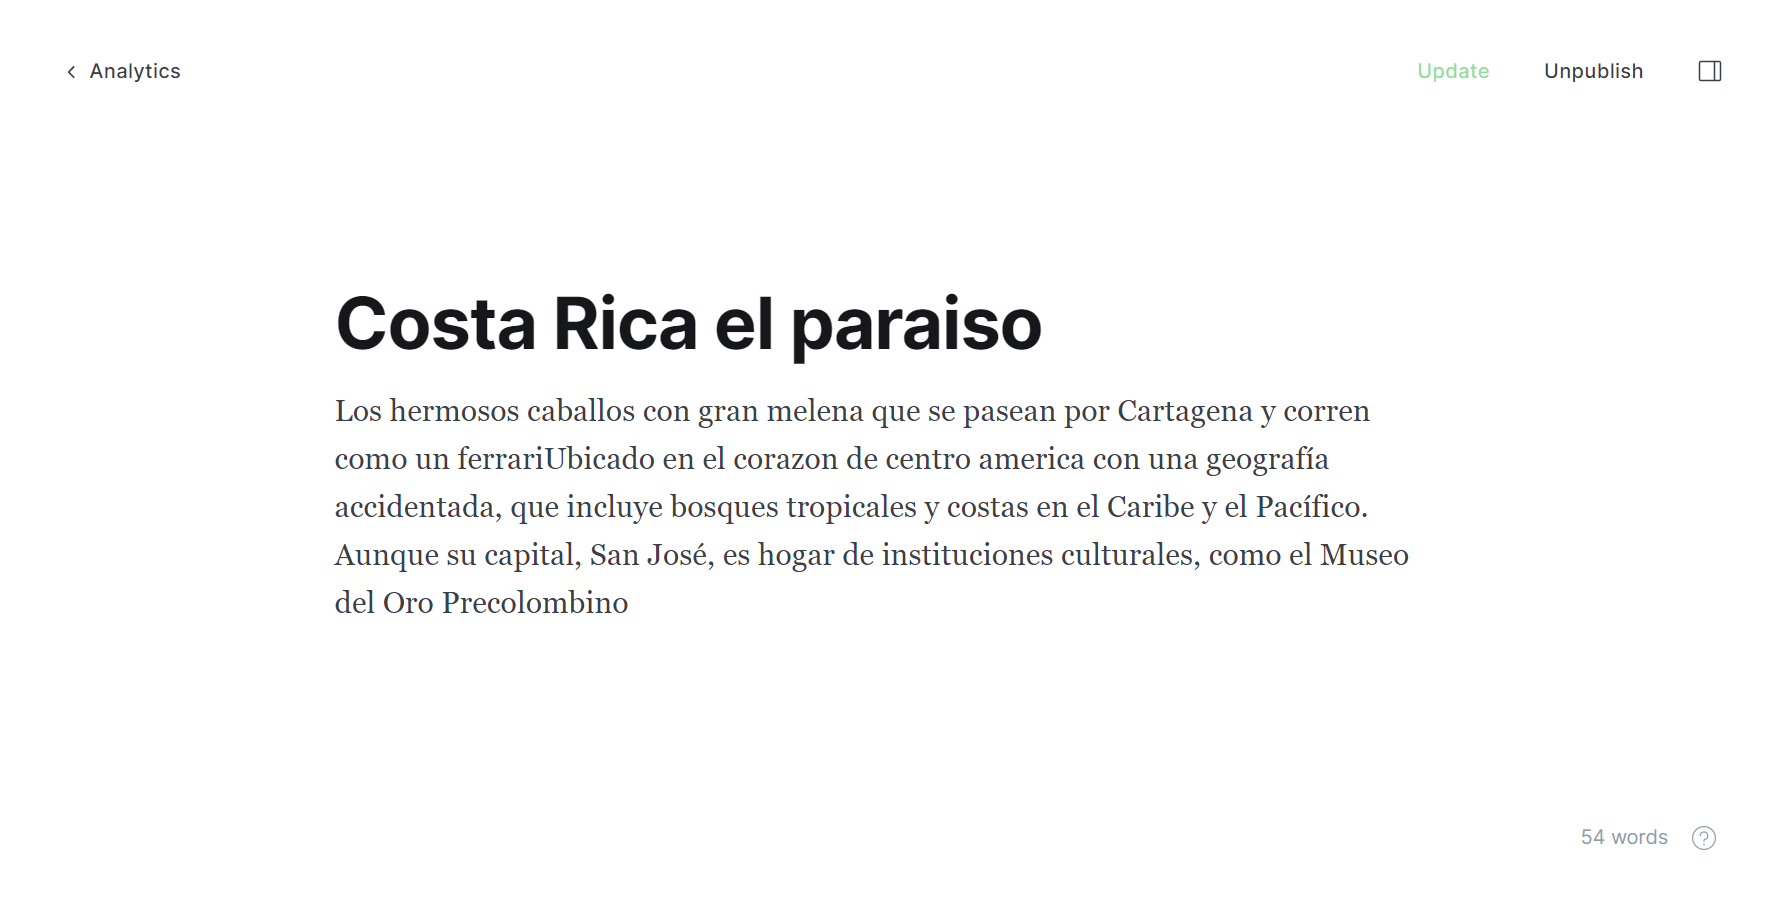 Analytics
Update
Unpublish
Costa Rica el paraiso
Los hermosos caballos con gran melena que se pasean por Cartagena y corren
como un ferrariUbicado en el corazon de centro america con una geografía
accidentada, que incluye bosques tropicales y costas en el Caribe y el Pacífico.
Aunque su capital, San José, es hogar de instituciones culturales, como el Museo
del Oro Precolombino
54 words
?